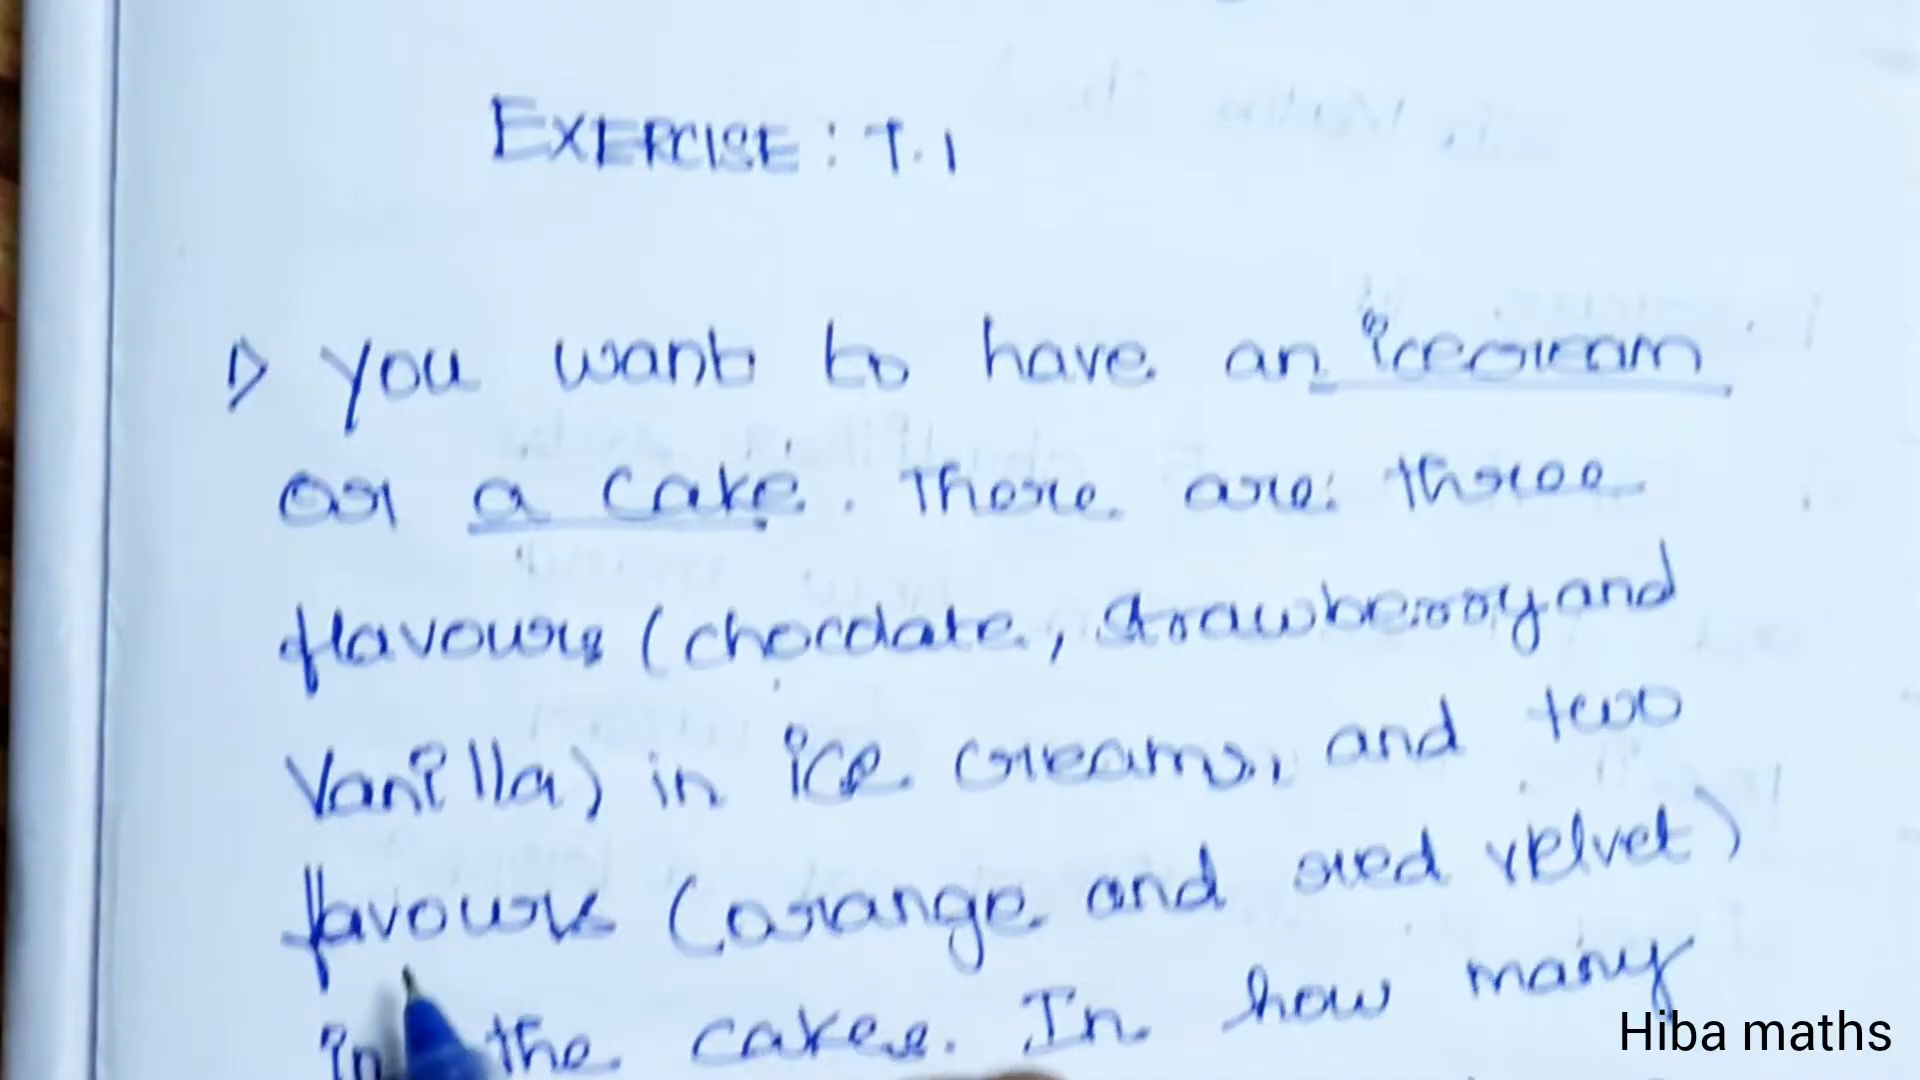 EXERCISE : 7.1
1) You want to have an icecream
or a cake. There are three
flavours (chocolate, strawberry and
Vanilla) in ice creams, and two
flavours (orange and red velvet)
in the cakes. In how many
Hiba maths